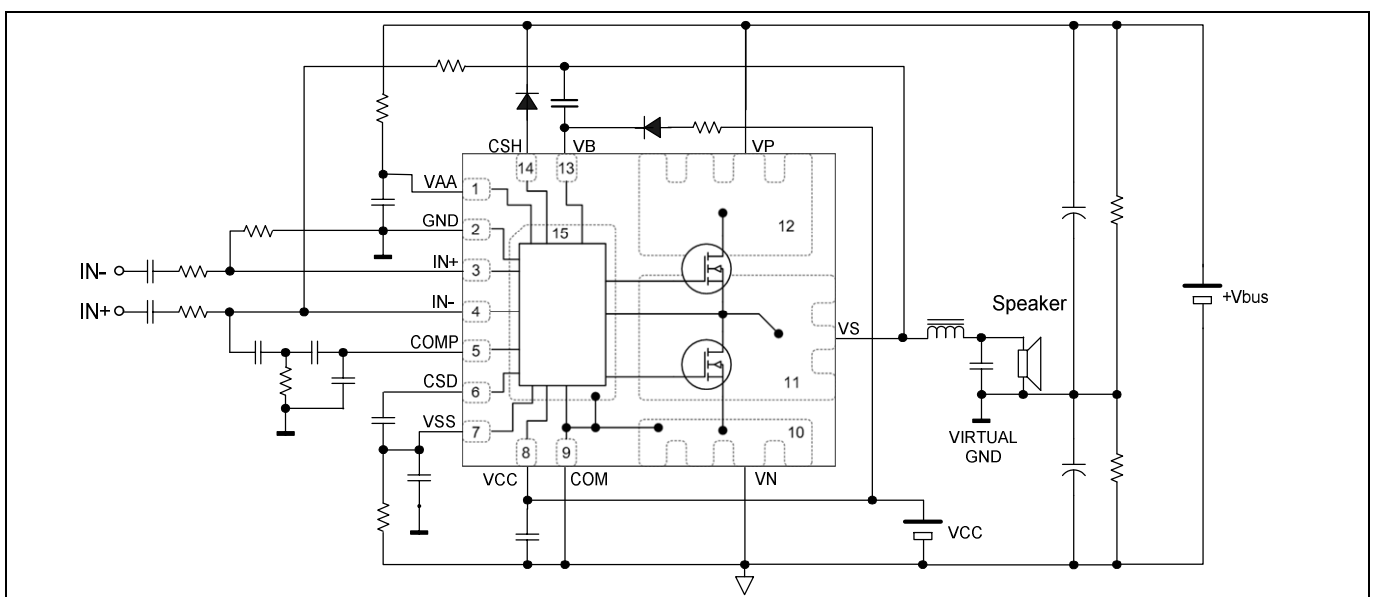 CSH
VB
VP
14
13
VAA
1
GND
2
15
12
IN-
IN+
3
+Vbus
IN+
IN-
4
Speaker
VS
COMP
5
CSD
6
11
VSS
7
10
VIRTUAL
GND
8
9
VCC
COM
VN
VCC